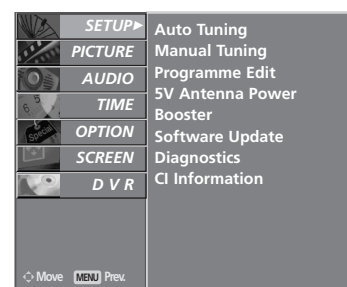 SETUP
PICTURE
AUDIO
TIME
OPTION
SCREEN
D V R
Auto Tuning
Manual Tuning
Programme Edit
5V Antenna Power
Booster
Software Update
Diagnostics
CI Information
Special
Move MENU Prev.